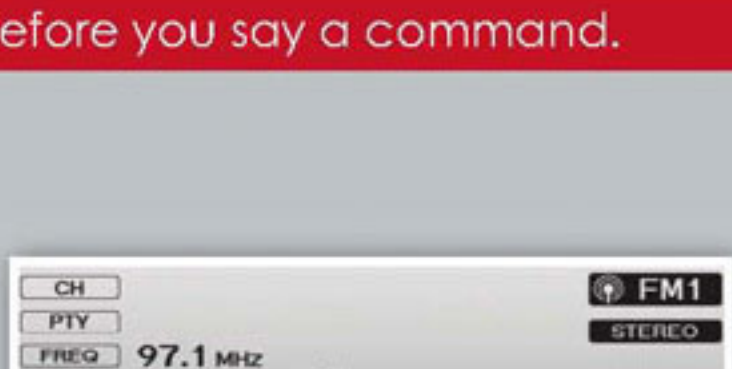 efore you say a command.
CH
FM1
PTY
STEREO
FREQ 97.1 MHz